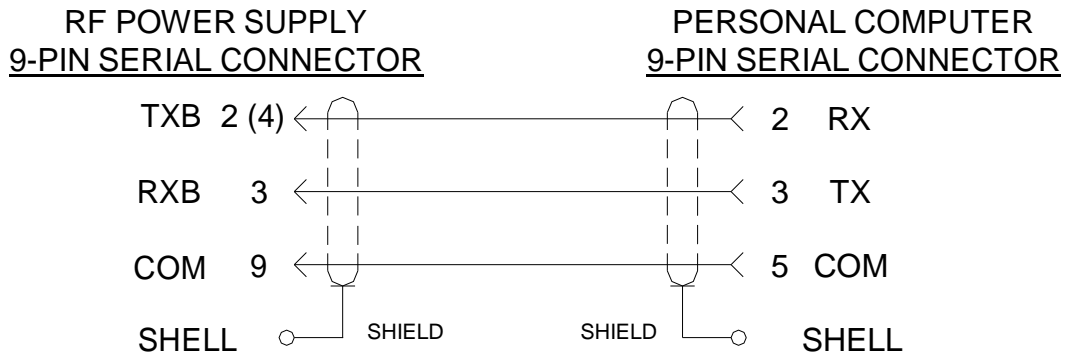 RF POWER SUPPLY PERSONAL COMPUTER
9-PIN SERIAL CONNECTOR 9-PIN SERIAL CONNECTOR
TXB 2 (4) 2 RX
RXB 3 3 TX
COM 9 5 COM
SHELL SHIELD SHIELD SHELL